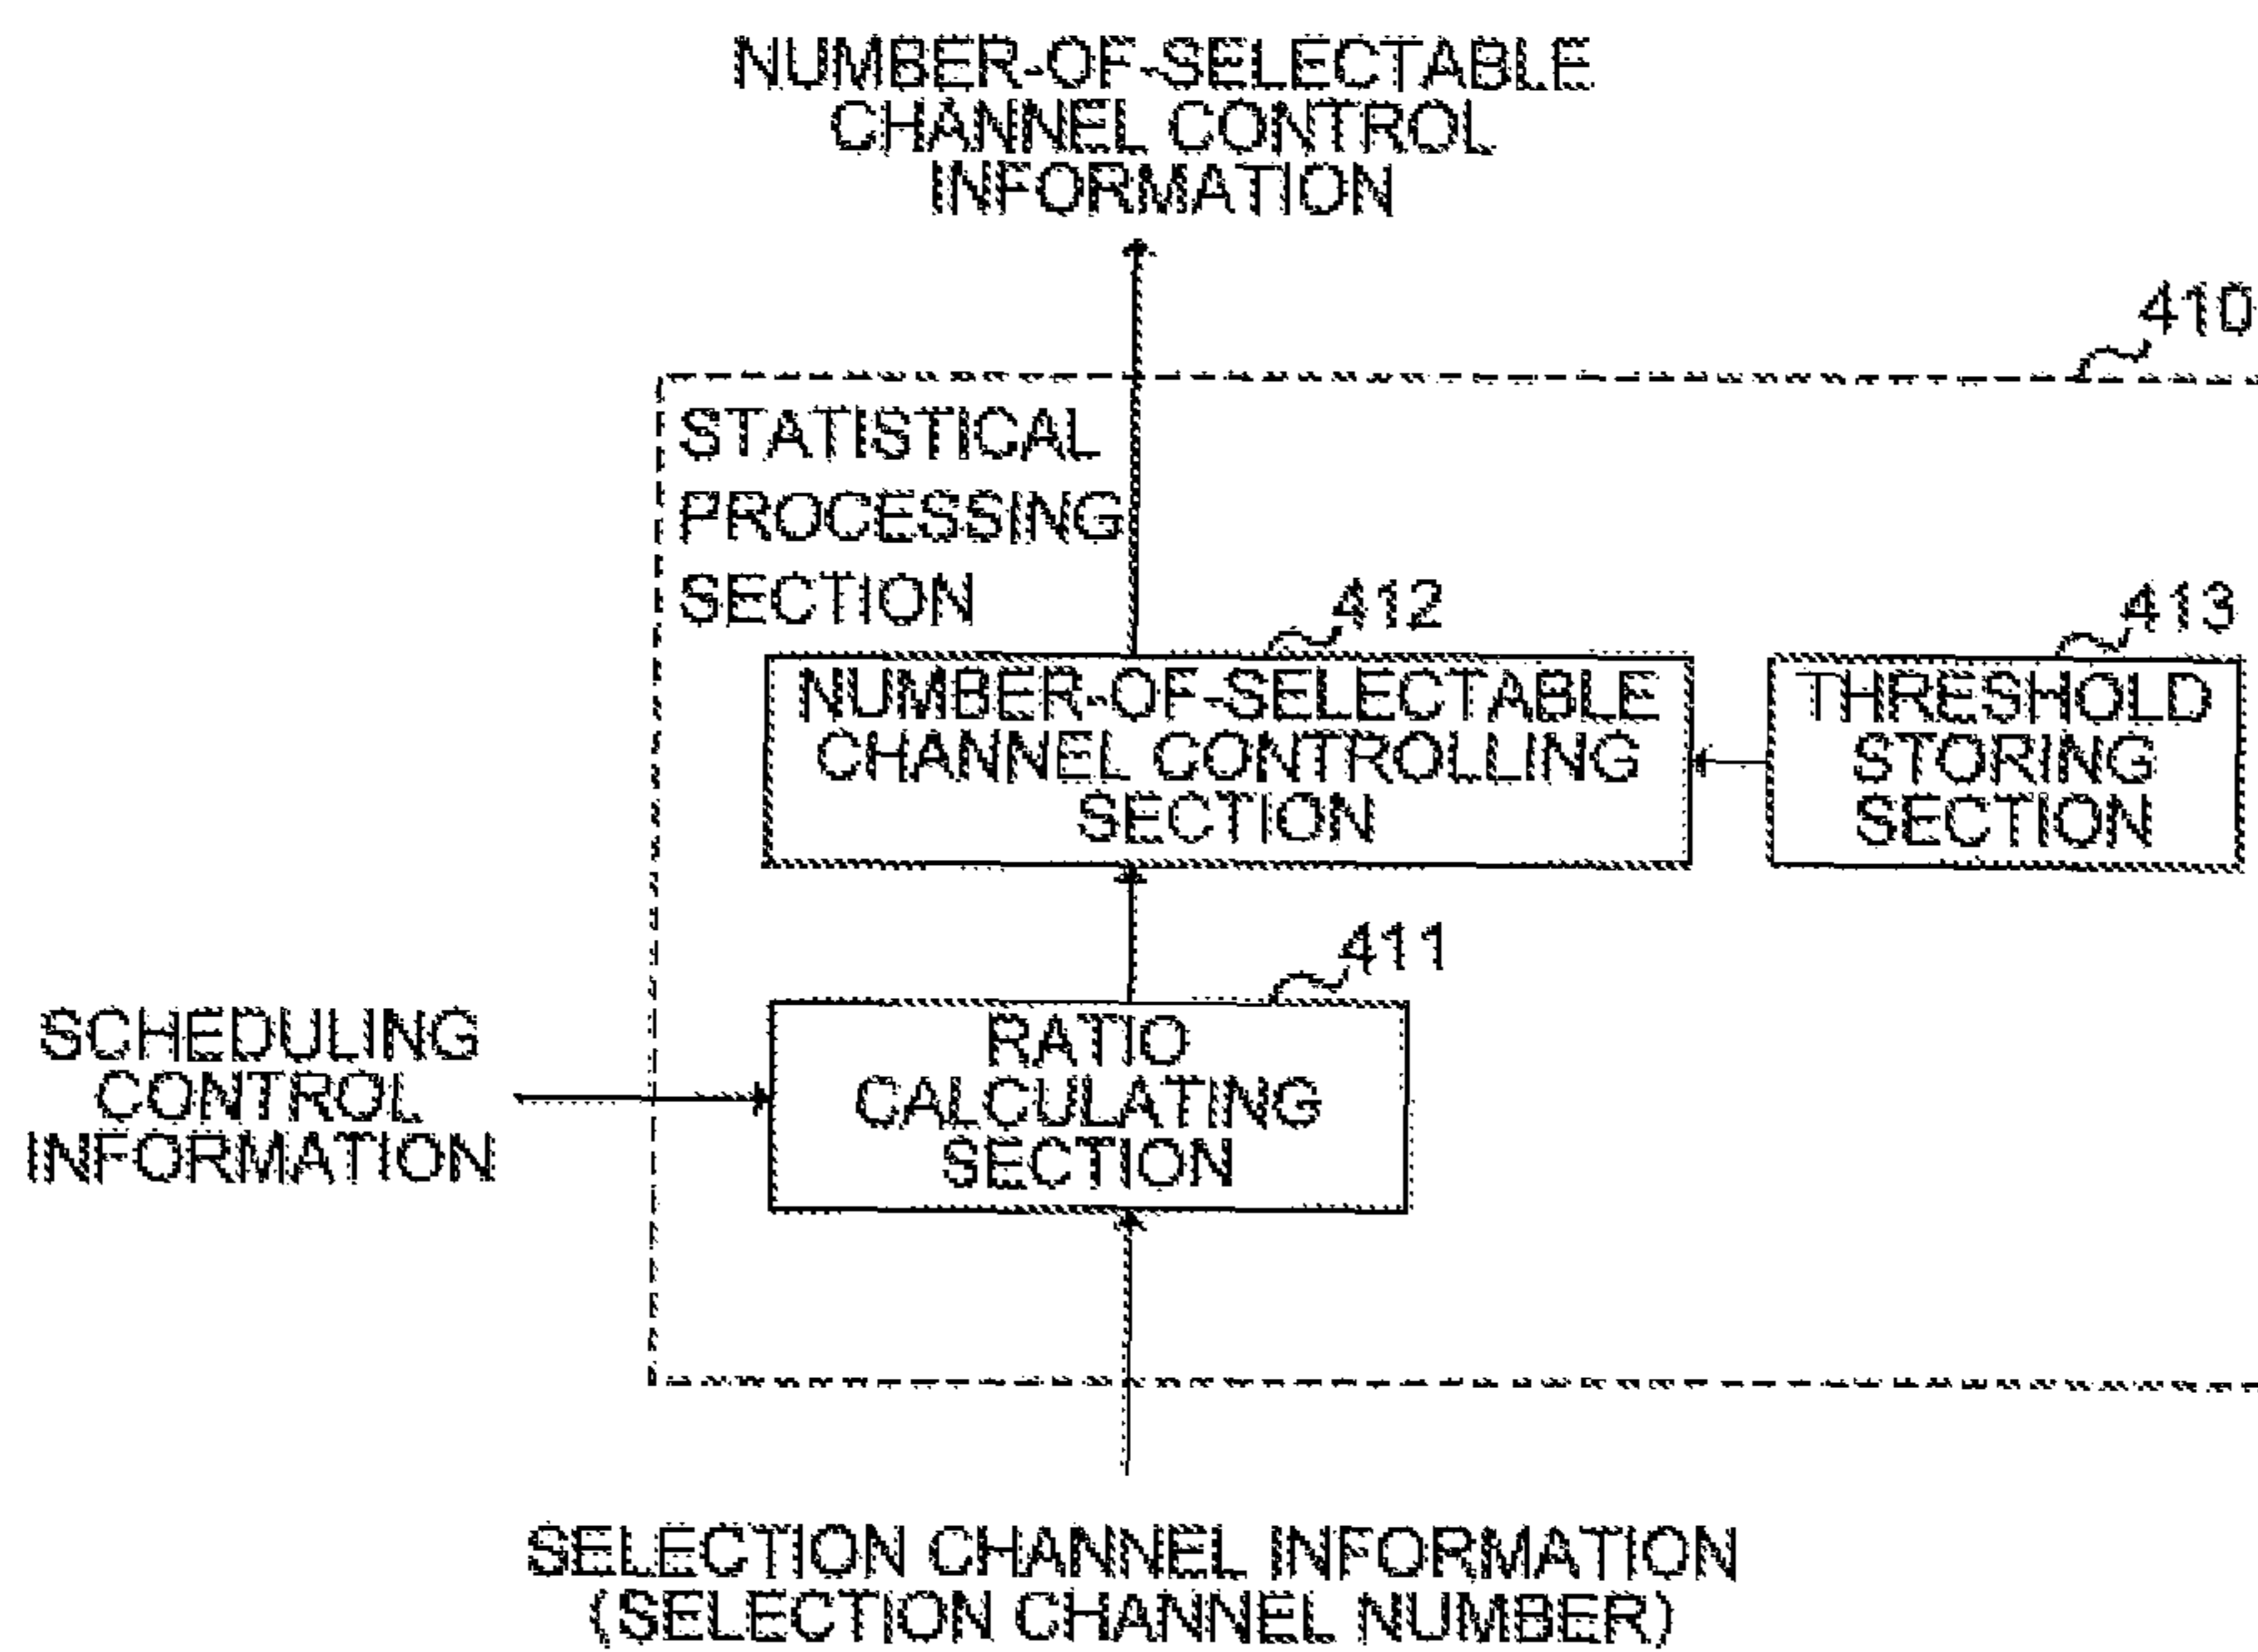 NUMBER-OF-SELECTABLE
CHANNEL CONTROL
INFORMATION
410
STATISTICAL
PROCESSING
SECTION
412
413
NUMBER-OF-SELECTABLE
CHANNEL CONTROLLING
SECTION
THRESHOLD
STORING
SECTION
411
SCHEDULING
CONTROL
INFORMATION
RATIO
CALCULATING
SECTION
SELECTION CHANNEL INFORMATION
(SELECTION CHANNEL NUMBER)